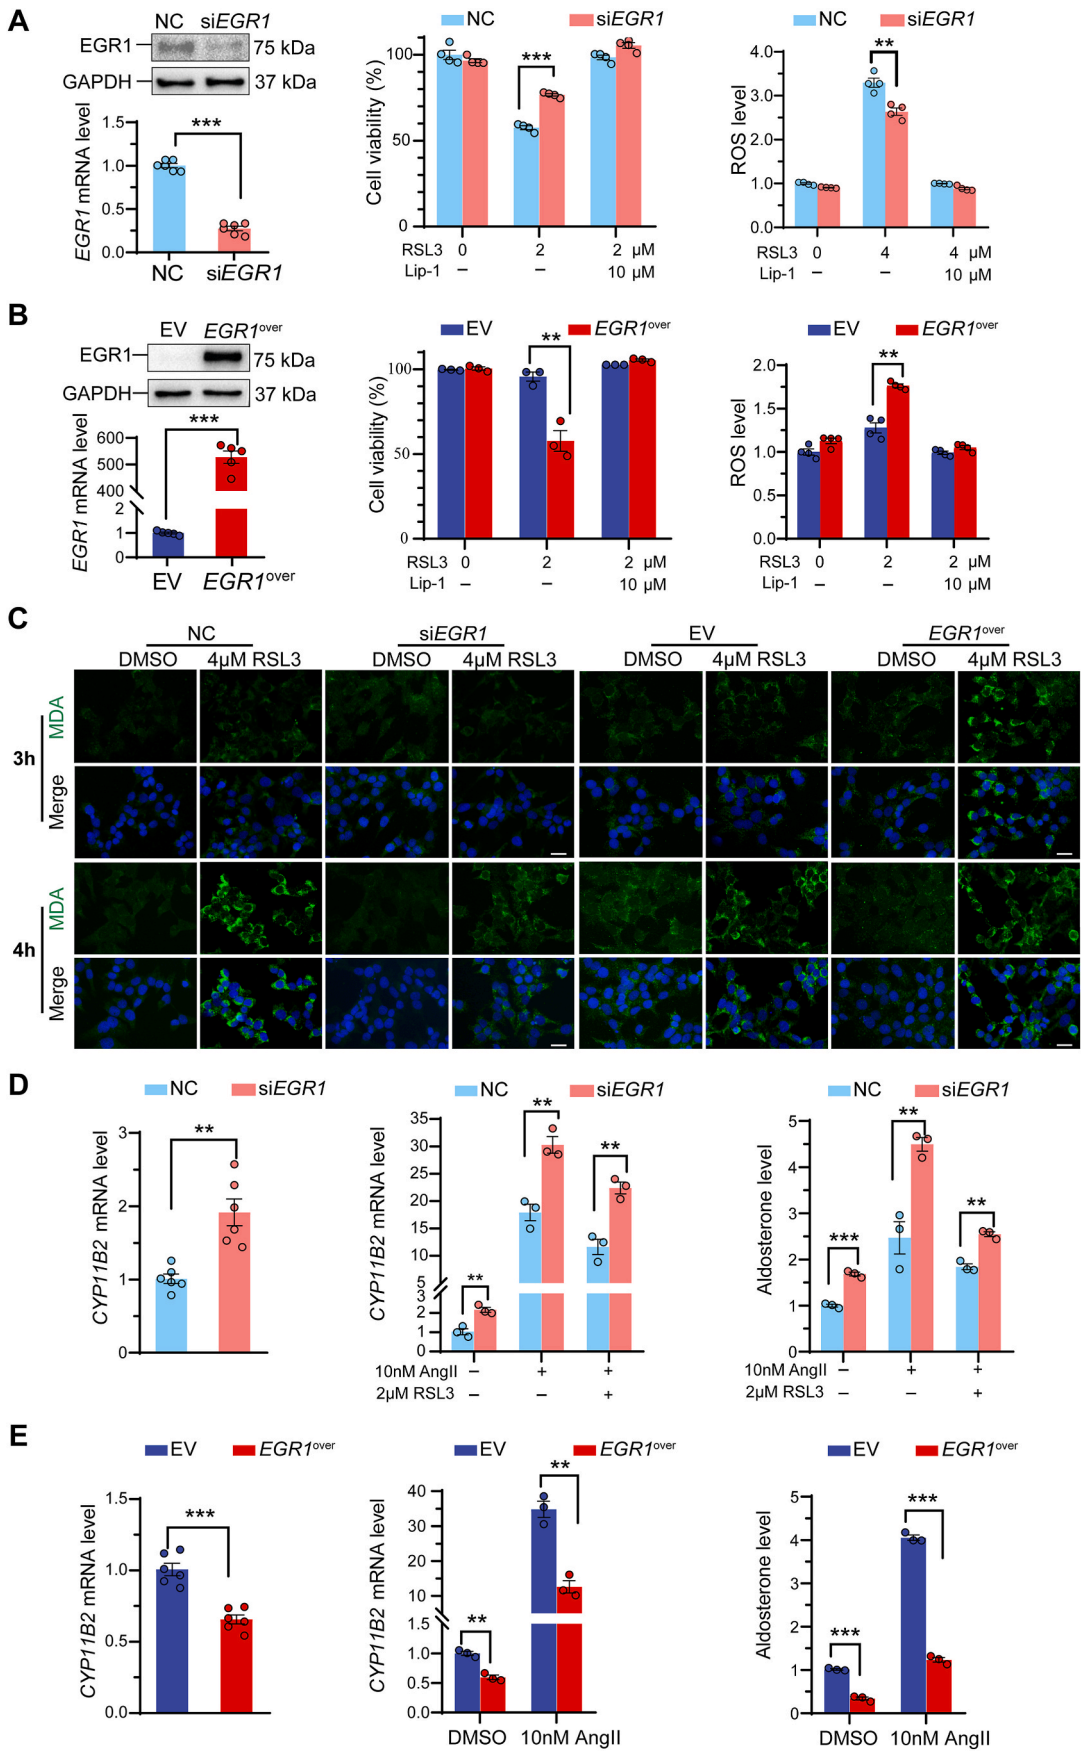 A
NC siEGR1
EGR1 75 kDa
GAPDH 37 kDa
EGR1 mRNA level
1.5
1.0
0.5
0.0
***
NC siEGR1
NC siEGR1
Cell viability (%)
100
50
0
***
RSL3 0 2 2 µM
Lip-1 – – 10 µM
NC siEGR1
ROS level
4.0
3.0
2.0
1.0
0.0
**
RSL3 0 4 4 µM
Lip-1 – – 10 µM
B
EV EGR1over
EGR1 75 kDa
GAPDH 37 kDa
EGR1 mRNA level
600
500
400
2
1
0
***
EV EGR1over
EV EGR1over
Cell viability (%)
100
50
0
**
RSL3 0 2 2 µM
Lip-1 – – 10 µM
EV EGR1over
ROS level
2.0
1.5
1.0
0.5
0.0
**
RSL3 0 2 2 µM
Lip-1 – – 10 µM
C
NC siEGR1 EV EGR1over
DMSO 4µM RSL3 DMSO 4µM RSL3 DMSO 4µM RSL3 DMSO 4µM RSL3
3h
MDA
Merge
4h
MDA
Merge
D
NC siEGR1
CYP11B2 mRNA level
3
2
1
0
**
NC siEGR1
CYP11B2 mRNA level
35
30
25
20
15
10
5
3
2
1
0
** ** **
10nM AngII – + +
2µM RSL3 – – +
NC siEGR1
Aldosterone level
5
4
3
2
1
0
*** ** **
10nM AngII – + +
2µM RSL3 – – +
E
EV EGR1over
CYP11B2 mRNA level
1.5
1.0
0.5
0.0
***
EV EGR1over
CYP11B2 mRNA level
40
30
20
10
1.5
1.0
0.5
0.0
** **
DMSO 10nM AngII
EV EGR1over
Aldosterone level
5
4
3
2
1
0
*** ***
DMSO 10nM AngII